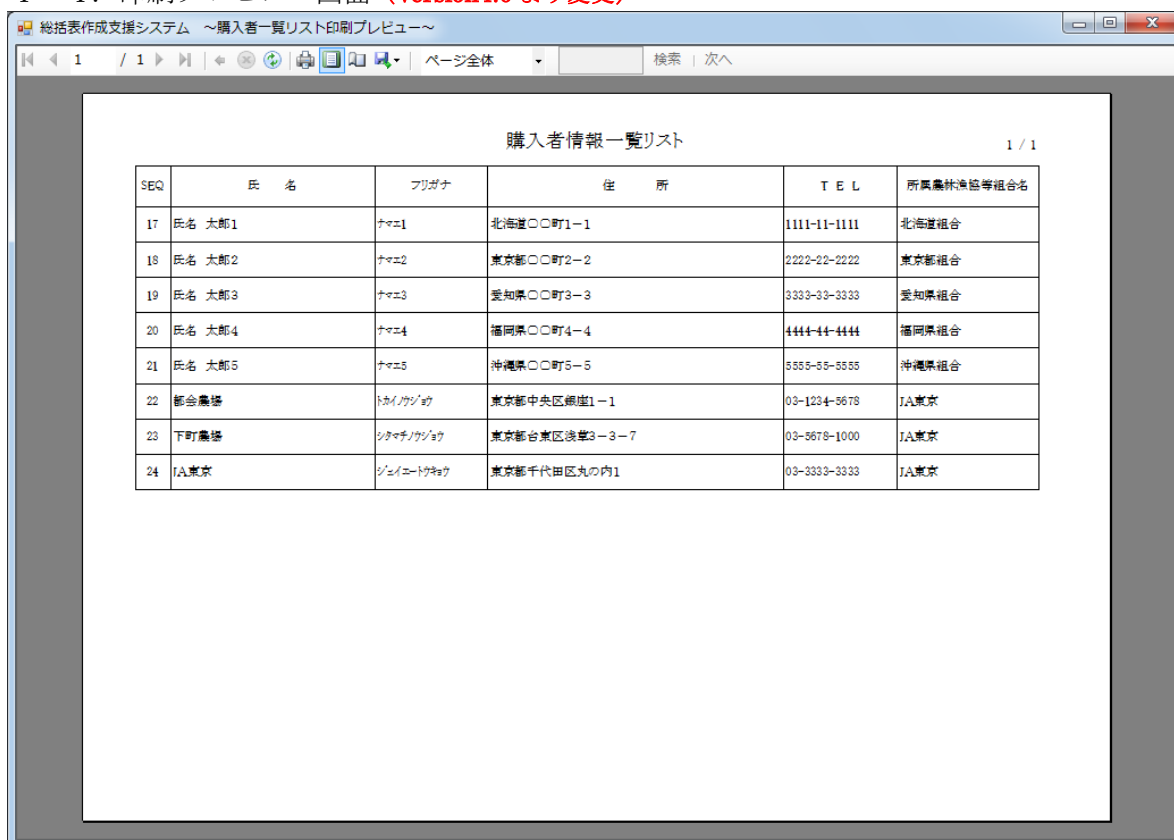 総括表作成支援システム ～購入者一覧リスト印刷プレビュー～
1 / 1 ページ全体 検索 | 次へ
購入者情報一覧リスト
1 / 1
SEQ 氏 名 フリガナ 住 所 T E L 所属農林漁協等組合名
17 氏名 太郎1 ナマエ1 北海道〇〇町1－1 1111-11-1111 北海道組合
18 氏名 太郎2 ナマエ2 東京都〇〇町2－2 2222-22-2222 東京都組合
19 氏名 太郎3 ナマエ3 愛知県〇〇町3－3 3333-33-3333 愛知県組合
20 氏名 太郎4 ナマエ4 福岡県〇〇町4－4 4444-44-4444 福岡県組合
21 氏名 太郎5 ナマエ5 沖縄県〇〇町5－5 5555-55-5555 沖縄県組合
22 都会農場 トカイノウジョウ 東京都中央区銀座1－1 03-1234-5678 JA東京
23 下町農場 シタマチノウジョウ 東京都台東区浅草3－3－7 03-5678-1000 JA東京
24 JA東京 ジェイエートウキョウ 東京都千代田区丸の内1 03-3333-3333 JA東京